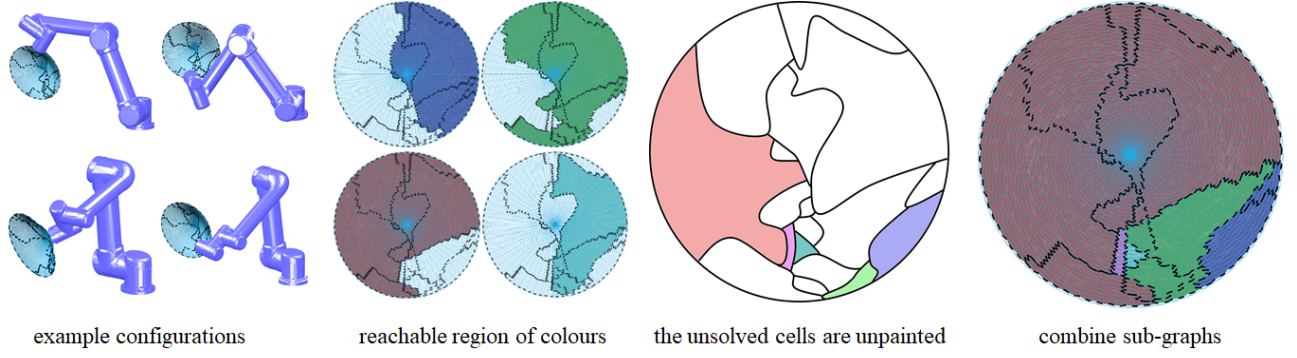 example configurations
reachable region of colours
the unsolved cells are unpainted
combine sub-graphs